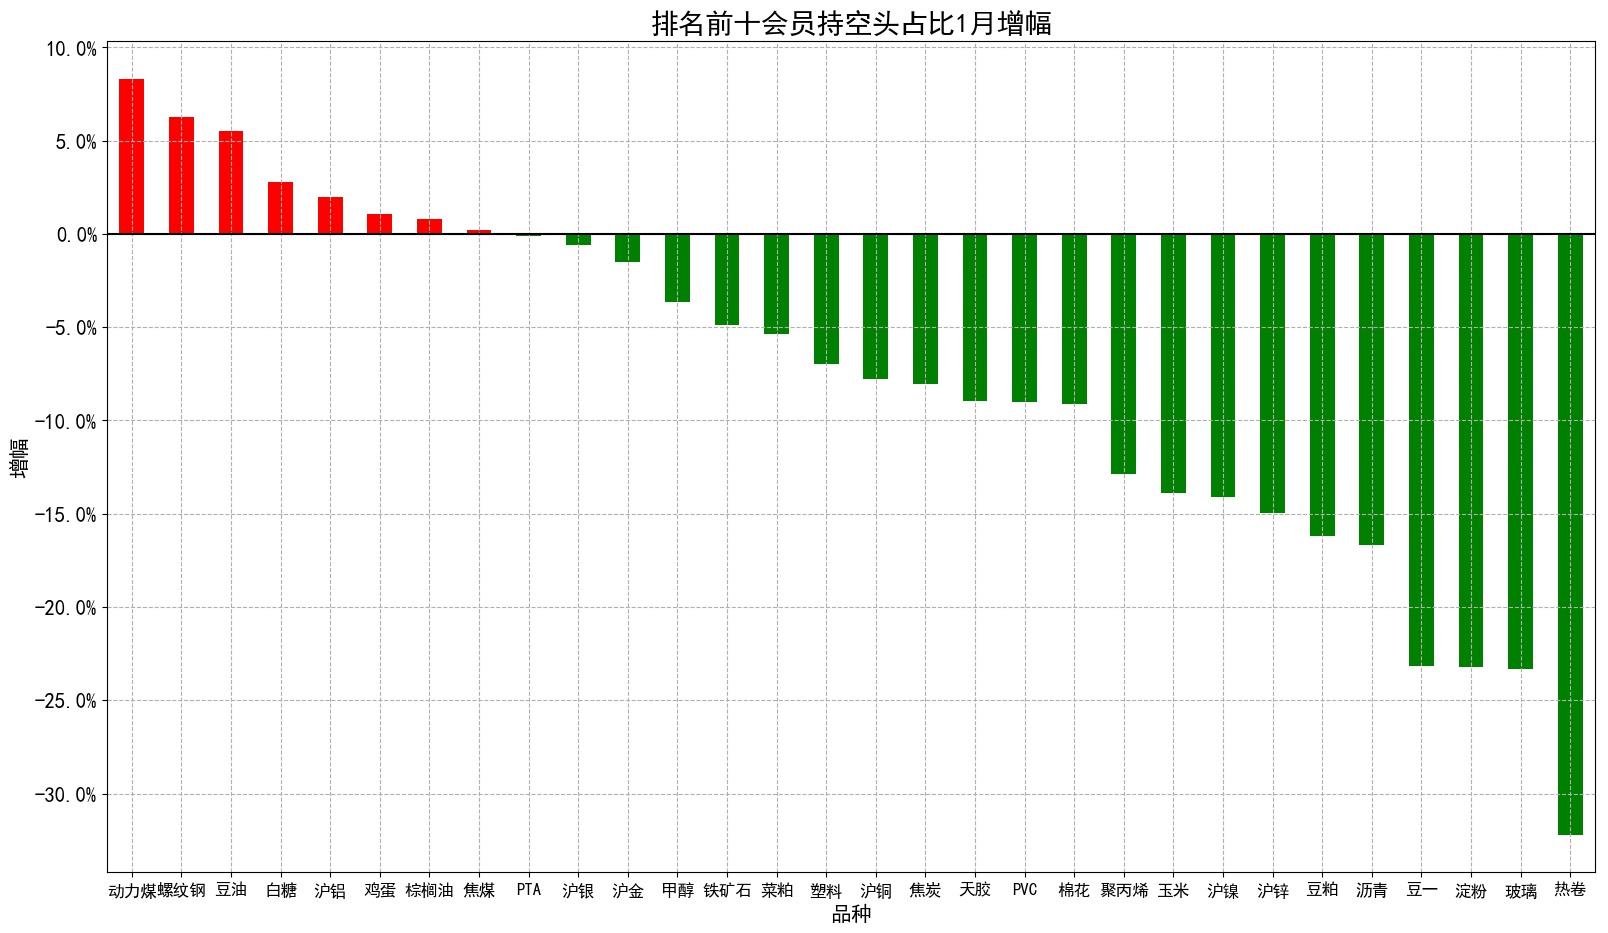 排名前十会员持空头占比1月增幅
10.0%
5.0%
0.0%
−5.0%
−10.0%
−15.0%
−20.0%
−25.0%
−30.0%
增幅
动力煤 螺纹钢 豆油 白糖 沪铝 鸡蛋 棕榈油 焦煤 PTA 沪银 沪金 甲醇 铁矿石 菜粕 塑料 沪铜 焦炭 天胶 PVC 棉花 聚丙烯 玉米 沪镍 沪锌 豆粕 沥青 豆一 淀粉 玻璃 热卷
品种